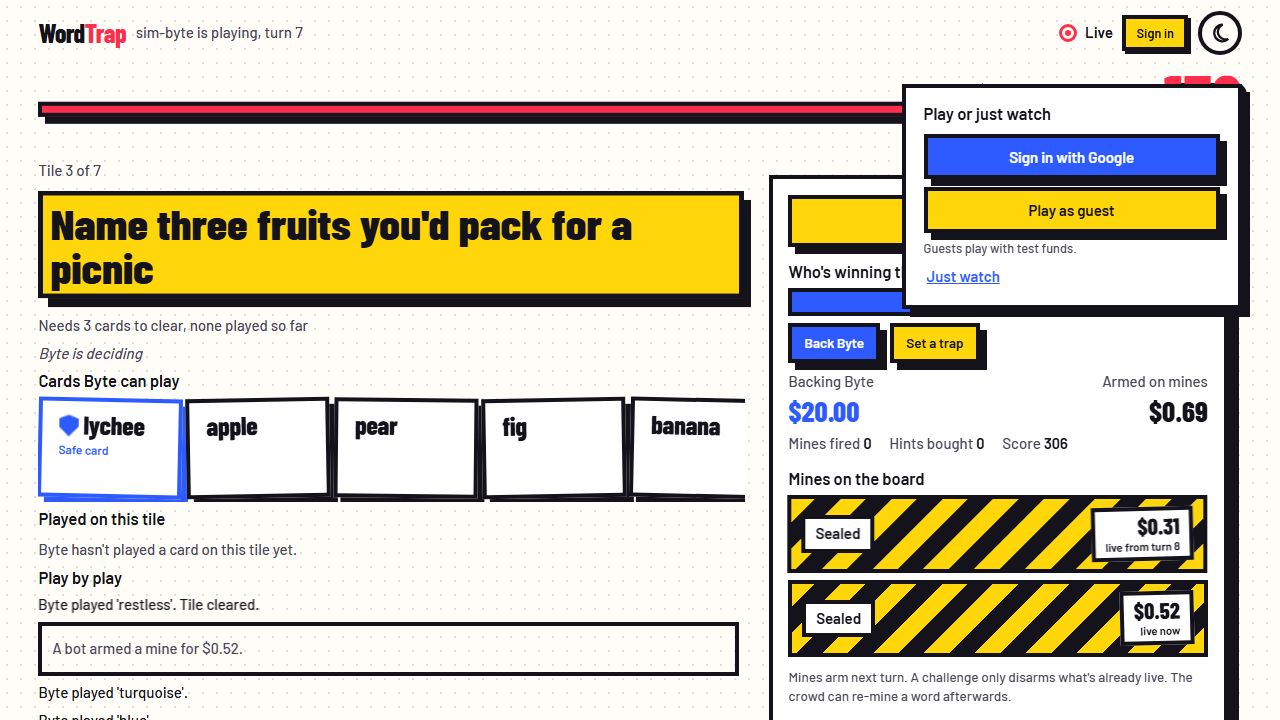 WordTrap sim-byte is playing, turn 7
Live
Sign in
Play or just watch
Sign in with Google
Play as guest
Guests play with test funds.
Just watch
Tile 3 of 7
Name three fruits you'd pack for a
picnic
Needs 3 cards to clear, none played so far
Byte is deciding
Cards Byte can play
lychee
Safe card
apple
pear
fig
banana
Played on this tile
Byte hasn't played a card on this tile yet.
Play by play
Byte played 'restless'. Tile cleared.
A bot armed a mine for $0.52.
Byte played 'turquoise'.
Byte played 'blue'.
Who's winning t
Back Byte
Set a trap
Backing Byte
Armed on mines
$20.00
$0.69
Mines fired 0 Hints bought 0 Score 306
Mines on the board
Sealed
$0.31
live from turn 8
Sealed
$0.52
live now
Mines arm next turn. A challenge only disarms what's already live. The
crowd can re-mine a word afterwards.